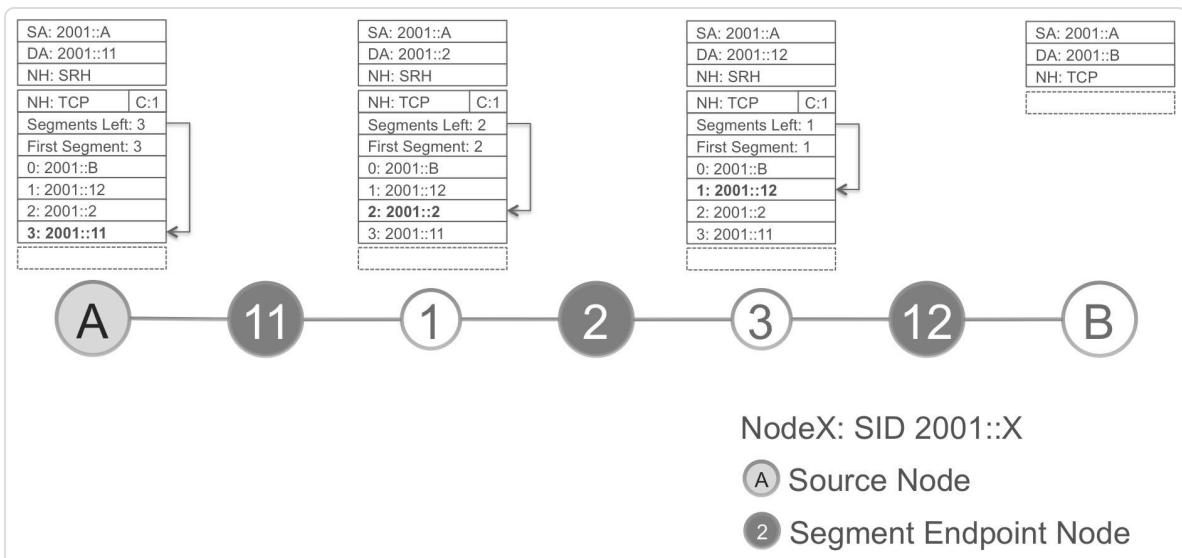 SA: 2001::A
DA: 2001::11
NH: SRH
NH: TCP C:1
Segments Left: 3
First Segment: 3
0: 2001::B
1: 2001::12
2: 2001::2
3: 2001::11
SA: 2001::A
DA: 2001::2
NH: SRH
NH: TCP C:1
Segments Left: 2
First Segment: 2
0: 2001::B
1: 2001::12
2: 2001::2
3: 2001::11
SA: 2001::A
DA: 2001::12
NH: SRH
NH: TCP C:1
Segments Left: 1
First Segment: 1
0: 2001::B
1: 2001::12
2: 2001::2
3: 2001::11
SA: 2001::A
DA: 2001::B
NH: TCP
A 11 1 2 3 12 B
NodeX: SID 2001::X
A Source Node
2 Segment Endpoint Node